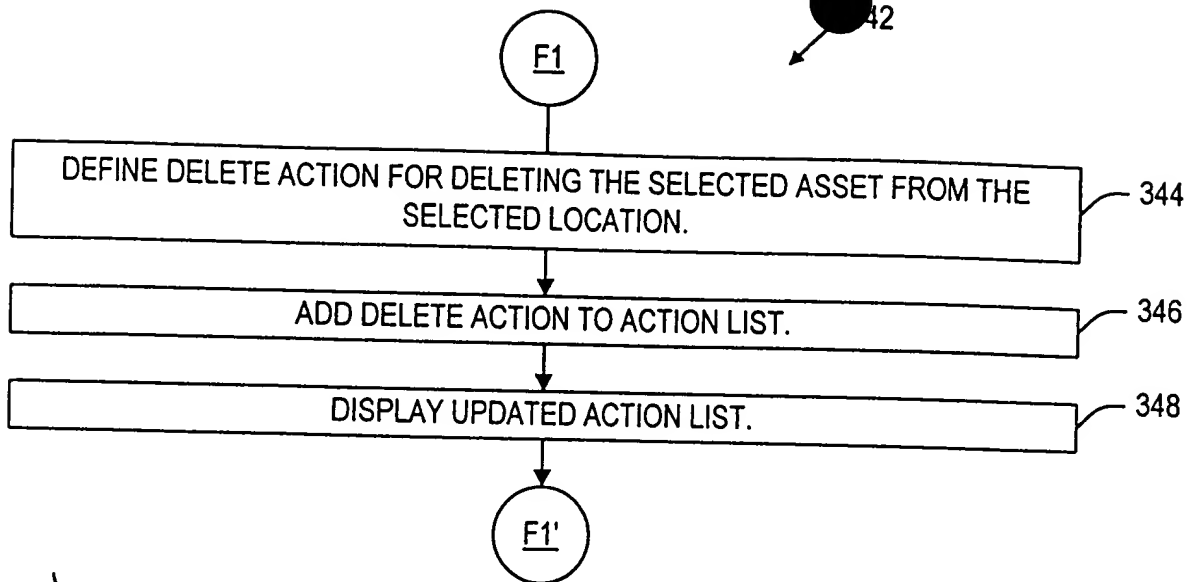 42
F1
DEFINE DELETE ACTION FOR DELETING THE SELECTED ASSET FROM THE
SELECTED LOCATION.
344
ADD DELETE ACTION TO ACTION LIST.
346
DISPLAY UPDATED ACTION LIST.
348
F1'